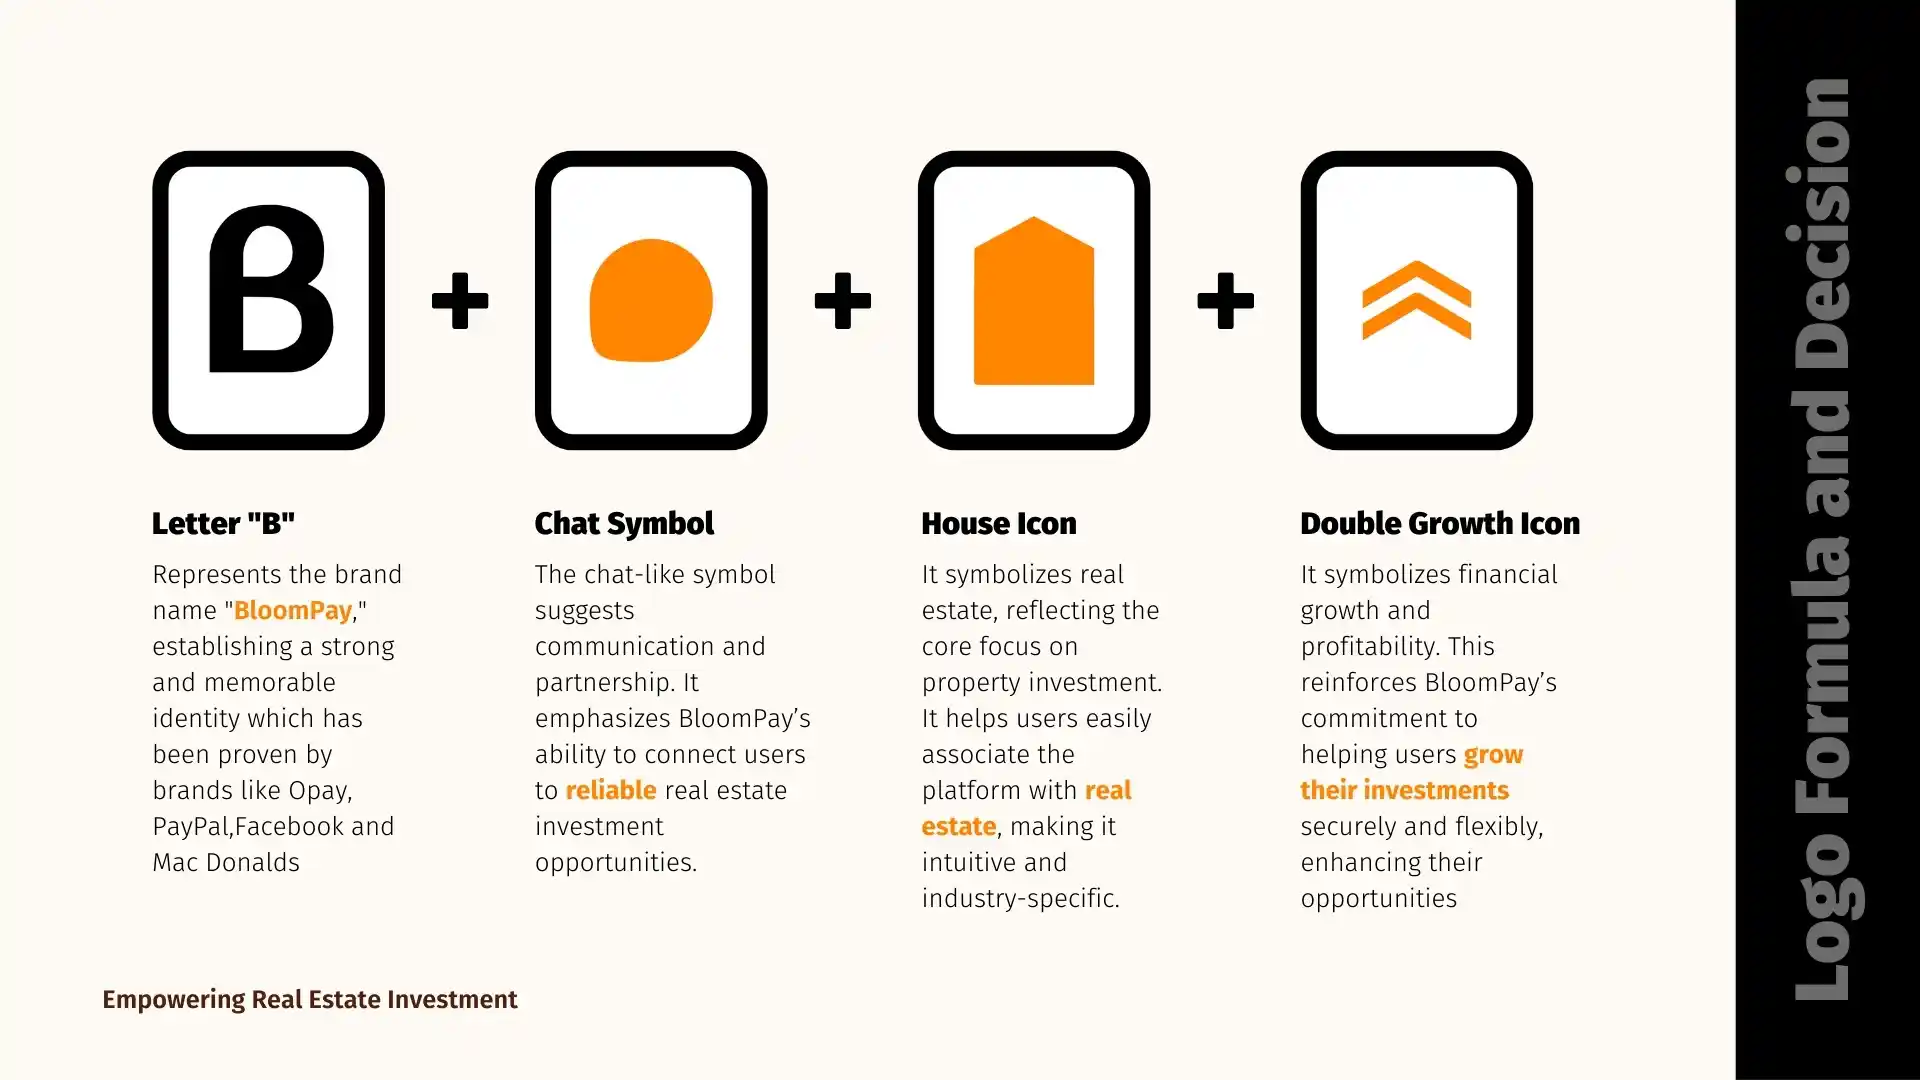 B
Letter "B"
Represents the brand
name "BloomPay,"
establishing a strong
and memorable
identity which has
been proven by
brands like Opay,
PayPal,Facebook and
Mac Donalds
Chat Symbol
The chat-like symbol
suggests
communication and
partnership. It
emphasizes BloomPay’s
ability to connect users
to reliable real estate
investment
opportunities.
House Icon
It symbolizes real
estate, reflecting the
core focus on
property investment.
It helps users easily
associate the
platform with real
estate, making it
intuitive and
industry-specific.
Double Growth Icon
It symbolizes financial
growth and
profitability. This
reinforces BloomPay’s
commitment to
helping users grow
their investments
securely and flexibly,
enhancing their
opportunities
Empowering Real Estate Investment
Logo Formula and Decision